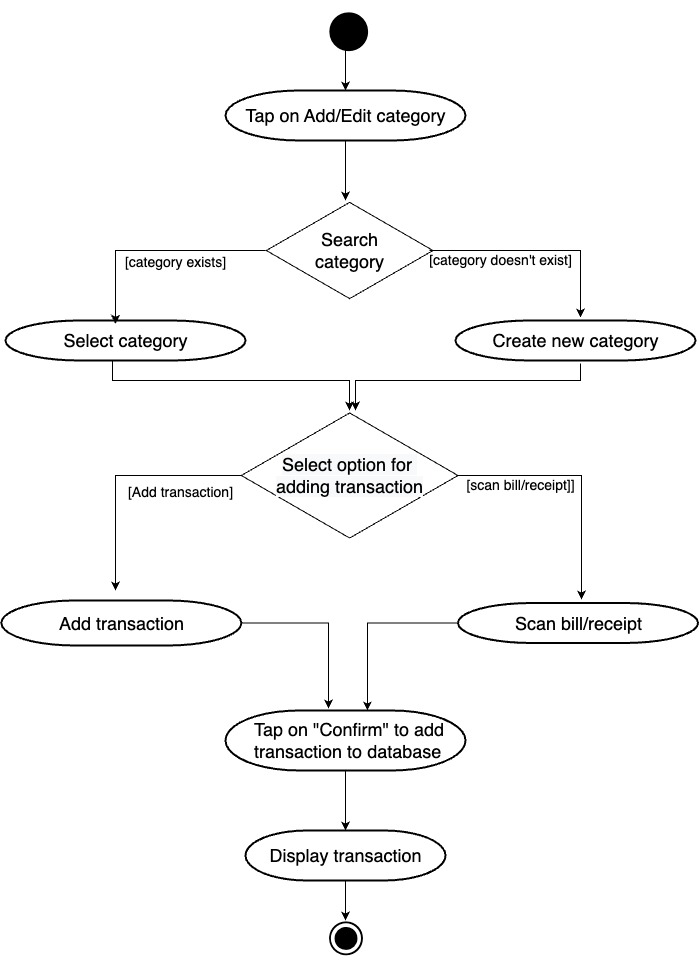 Tap on Add/Edit category
Search
category
[category exists]
[category doesn't exist]
Select category
Create new category
Select option for
adding transaction
[Add transaction]
[scan bill/receipt]]
Add transaction
Scan bill/receipt
Tap on "Confirm" to add
transaction to database
Display transaction